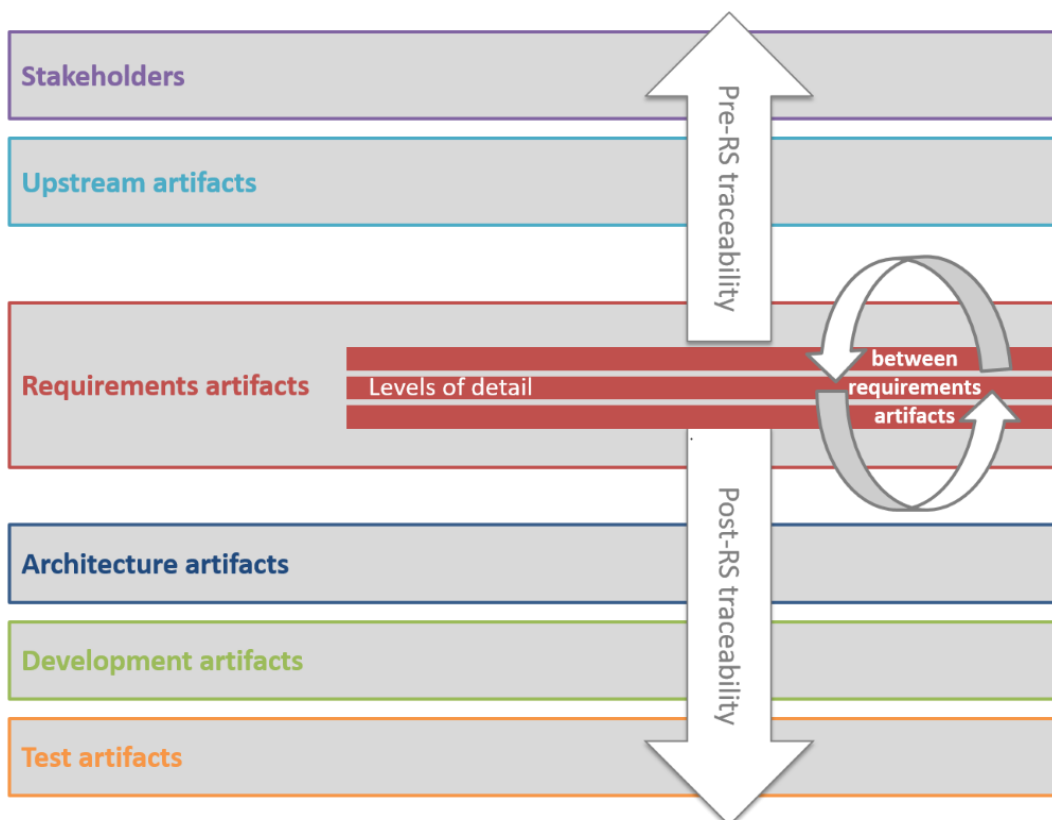 Stakeholders
Pre-RS traceability
Upstream artifacts
Requirements artifacts
Levels of detail
between
requirements
artifacts
Post-RS traceability
Architecture artifacts
Development artifacts
Test artifacts